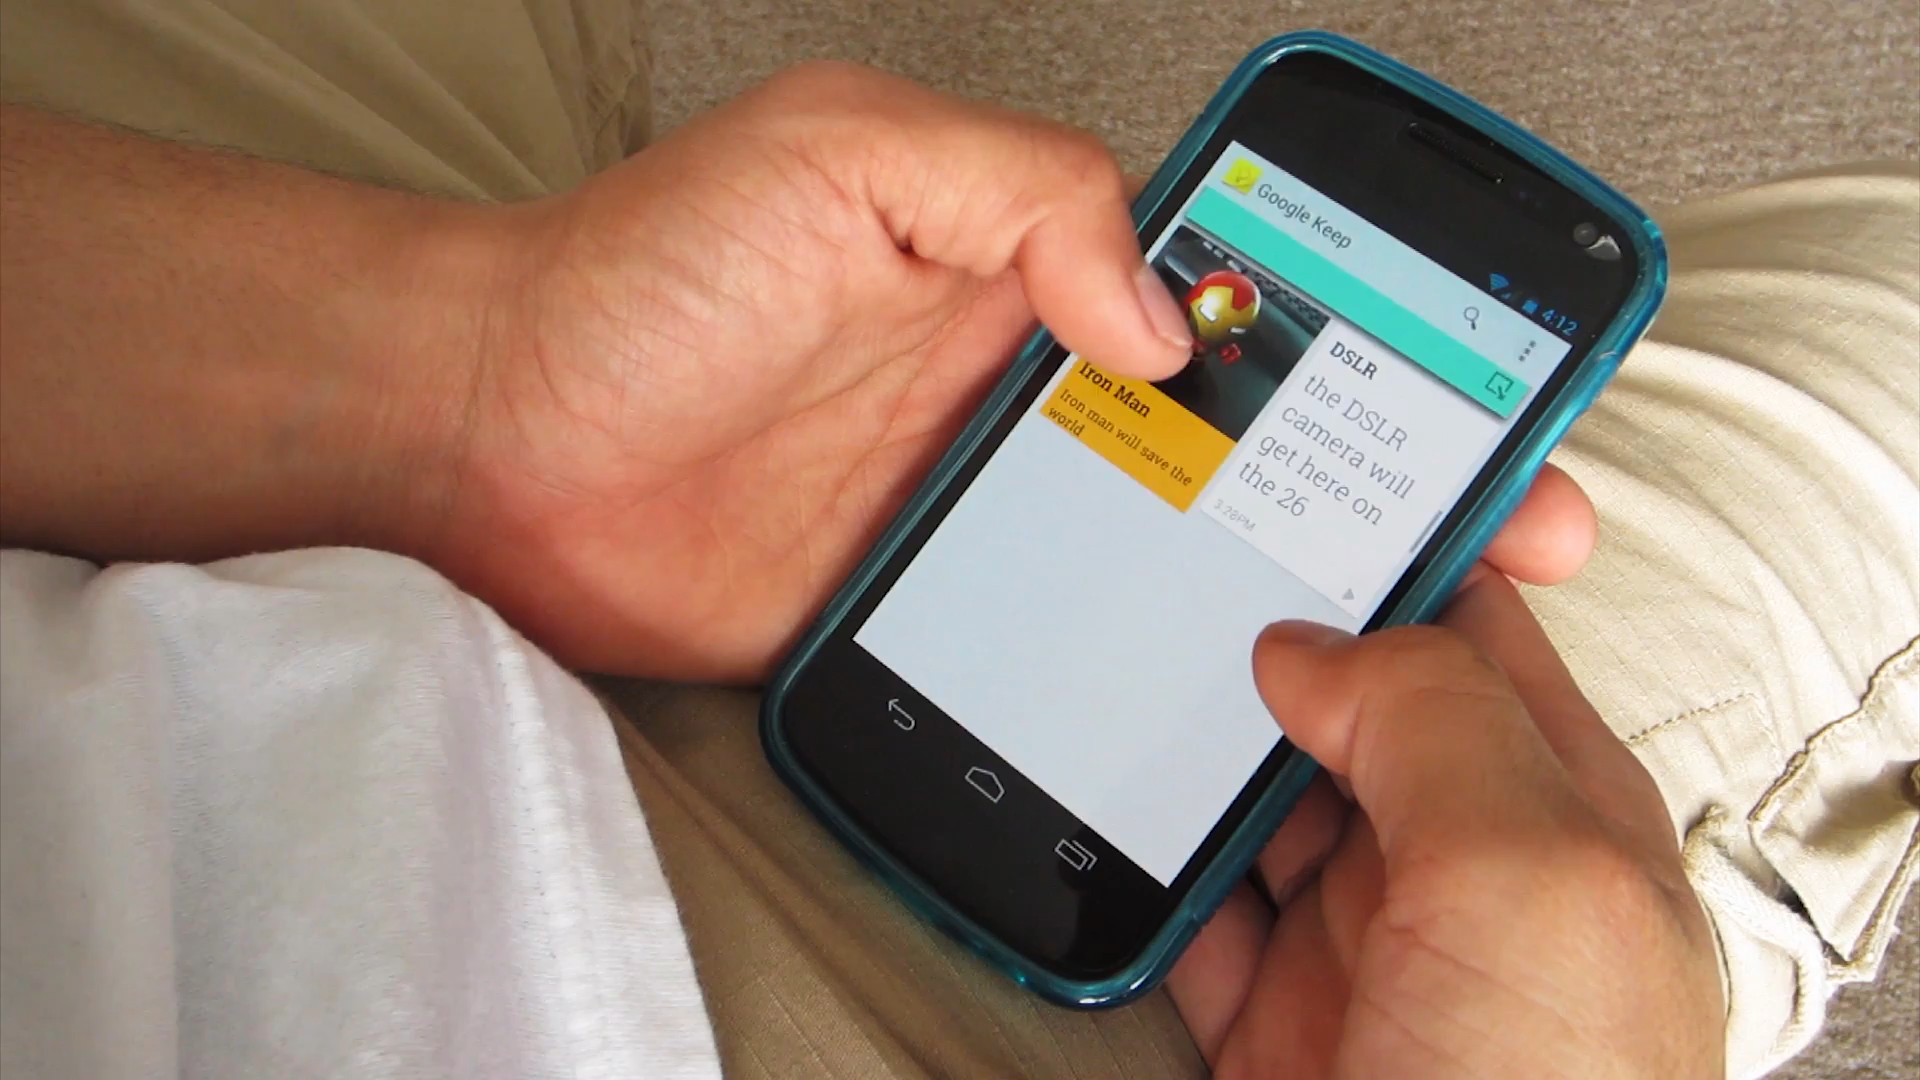 4:12
Google Keep
Iron Man
Iron man will save the
world
DSLR
the DSLR
camera will
get here on
the 26
3:28PM